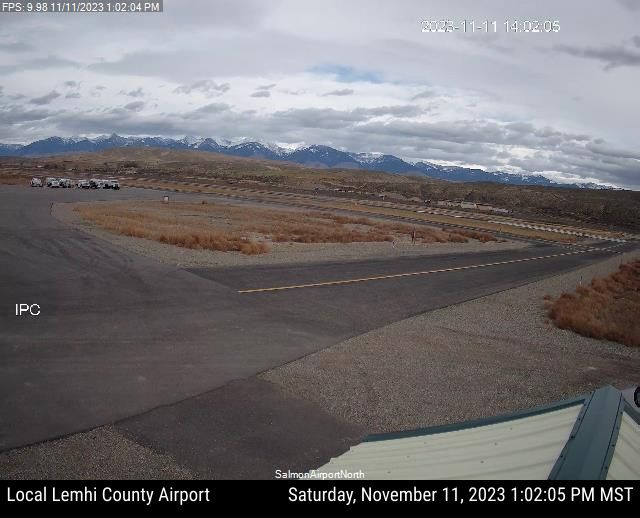 FPS: 9.98 11/11/2023 1:02:04 PM
2023-11-11 14:02:05
IPC
SalmonAirportNorth
Local Lemhi County Airport
Saturday, November 11, 2023 1:02:05 PM MST